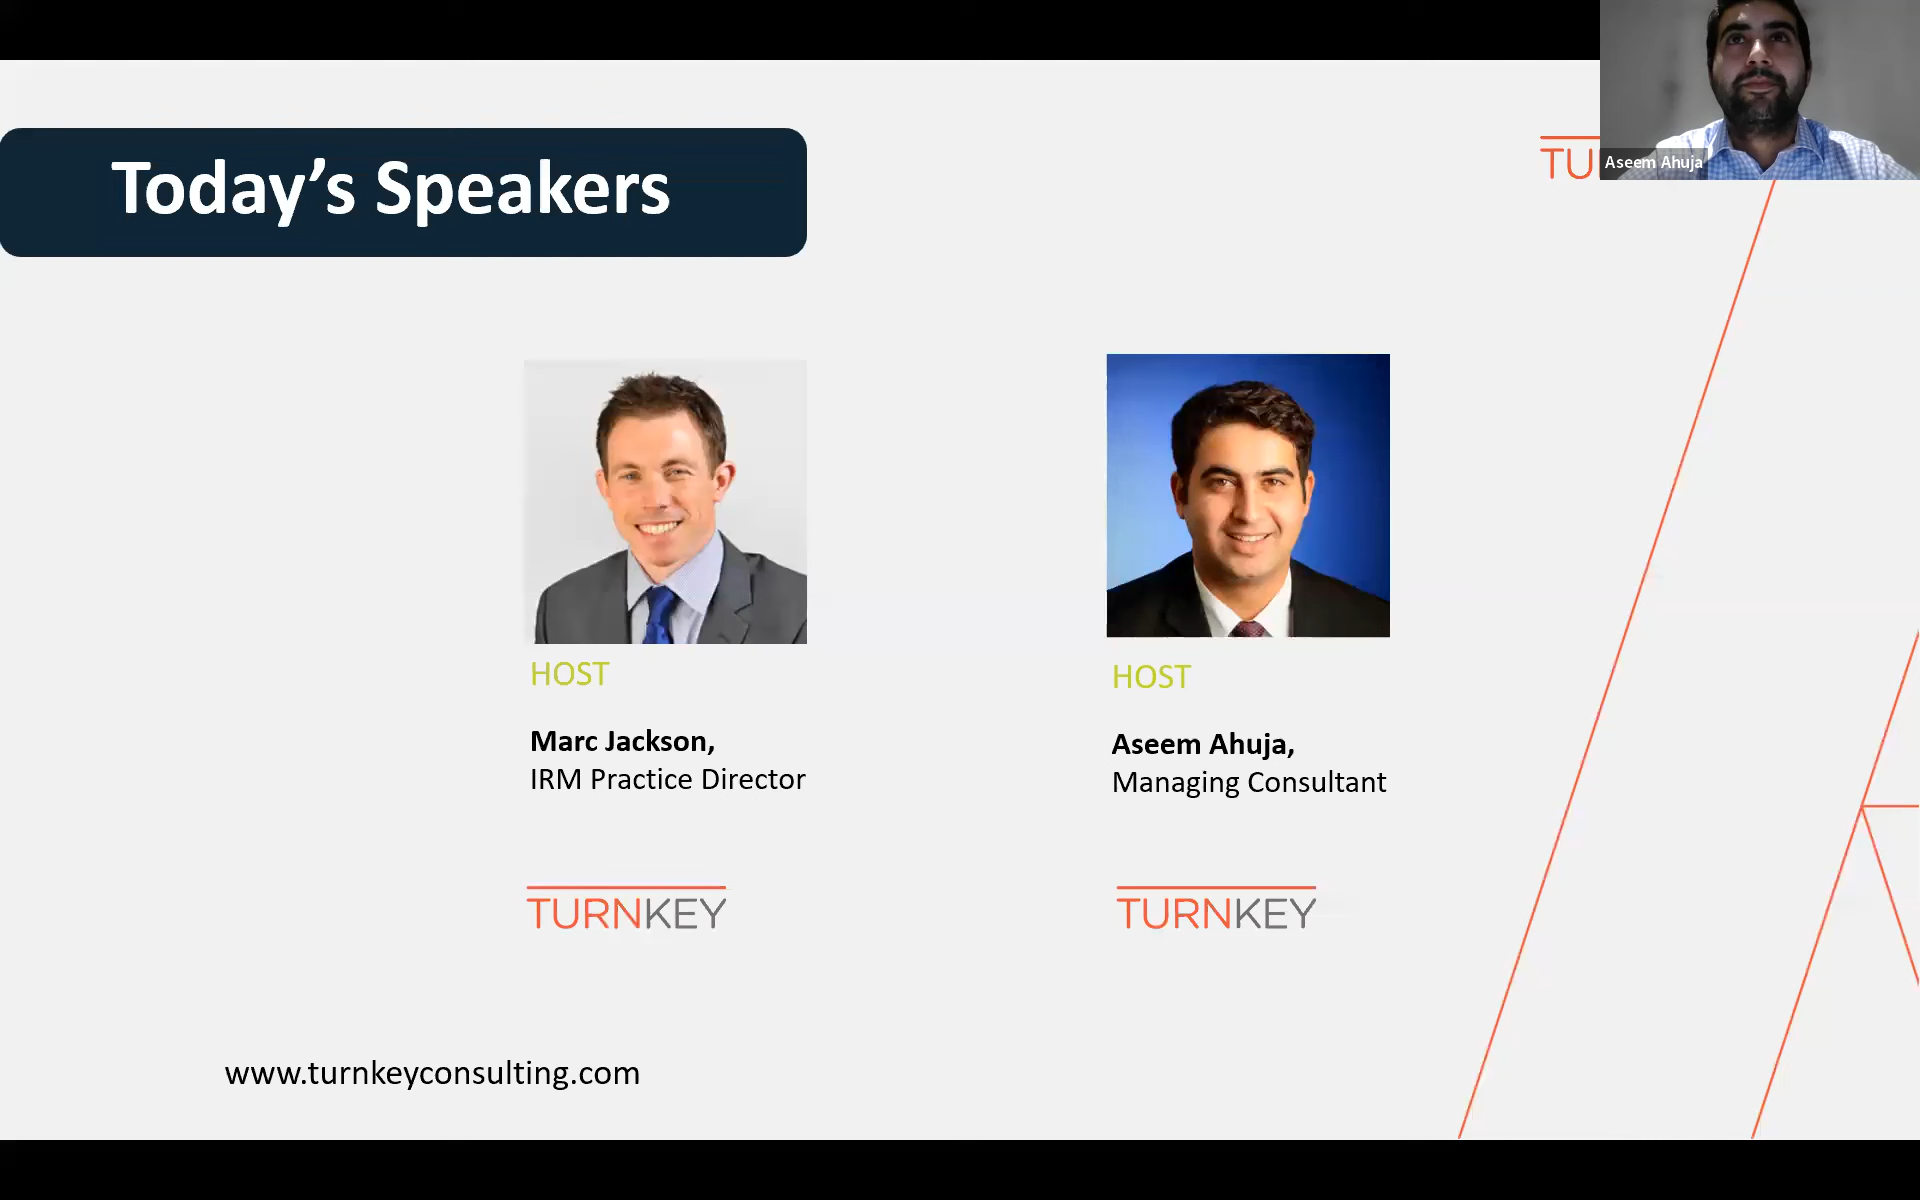 Today’s Speakers
TU
Aseem Ahuja
HOST
Marc Jackson,
IRM Practice Director
TURNKEY
HOST
Aseem Ahuja,
Managing Consultant
TURNKEY
www.turnkeyconsulting.com